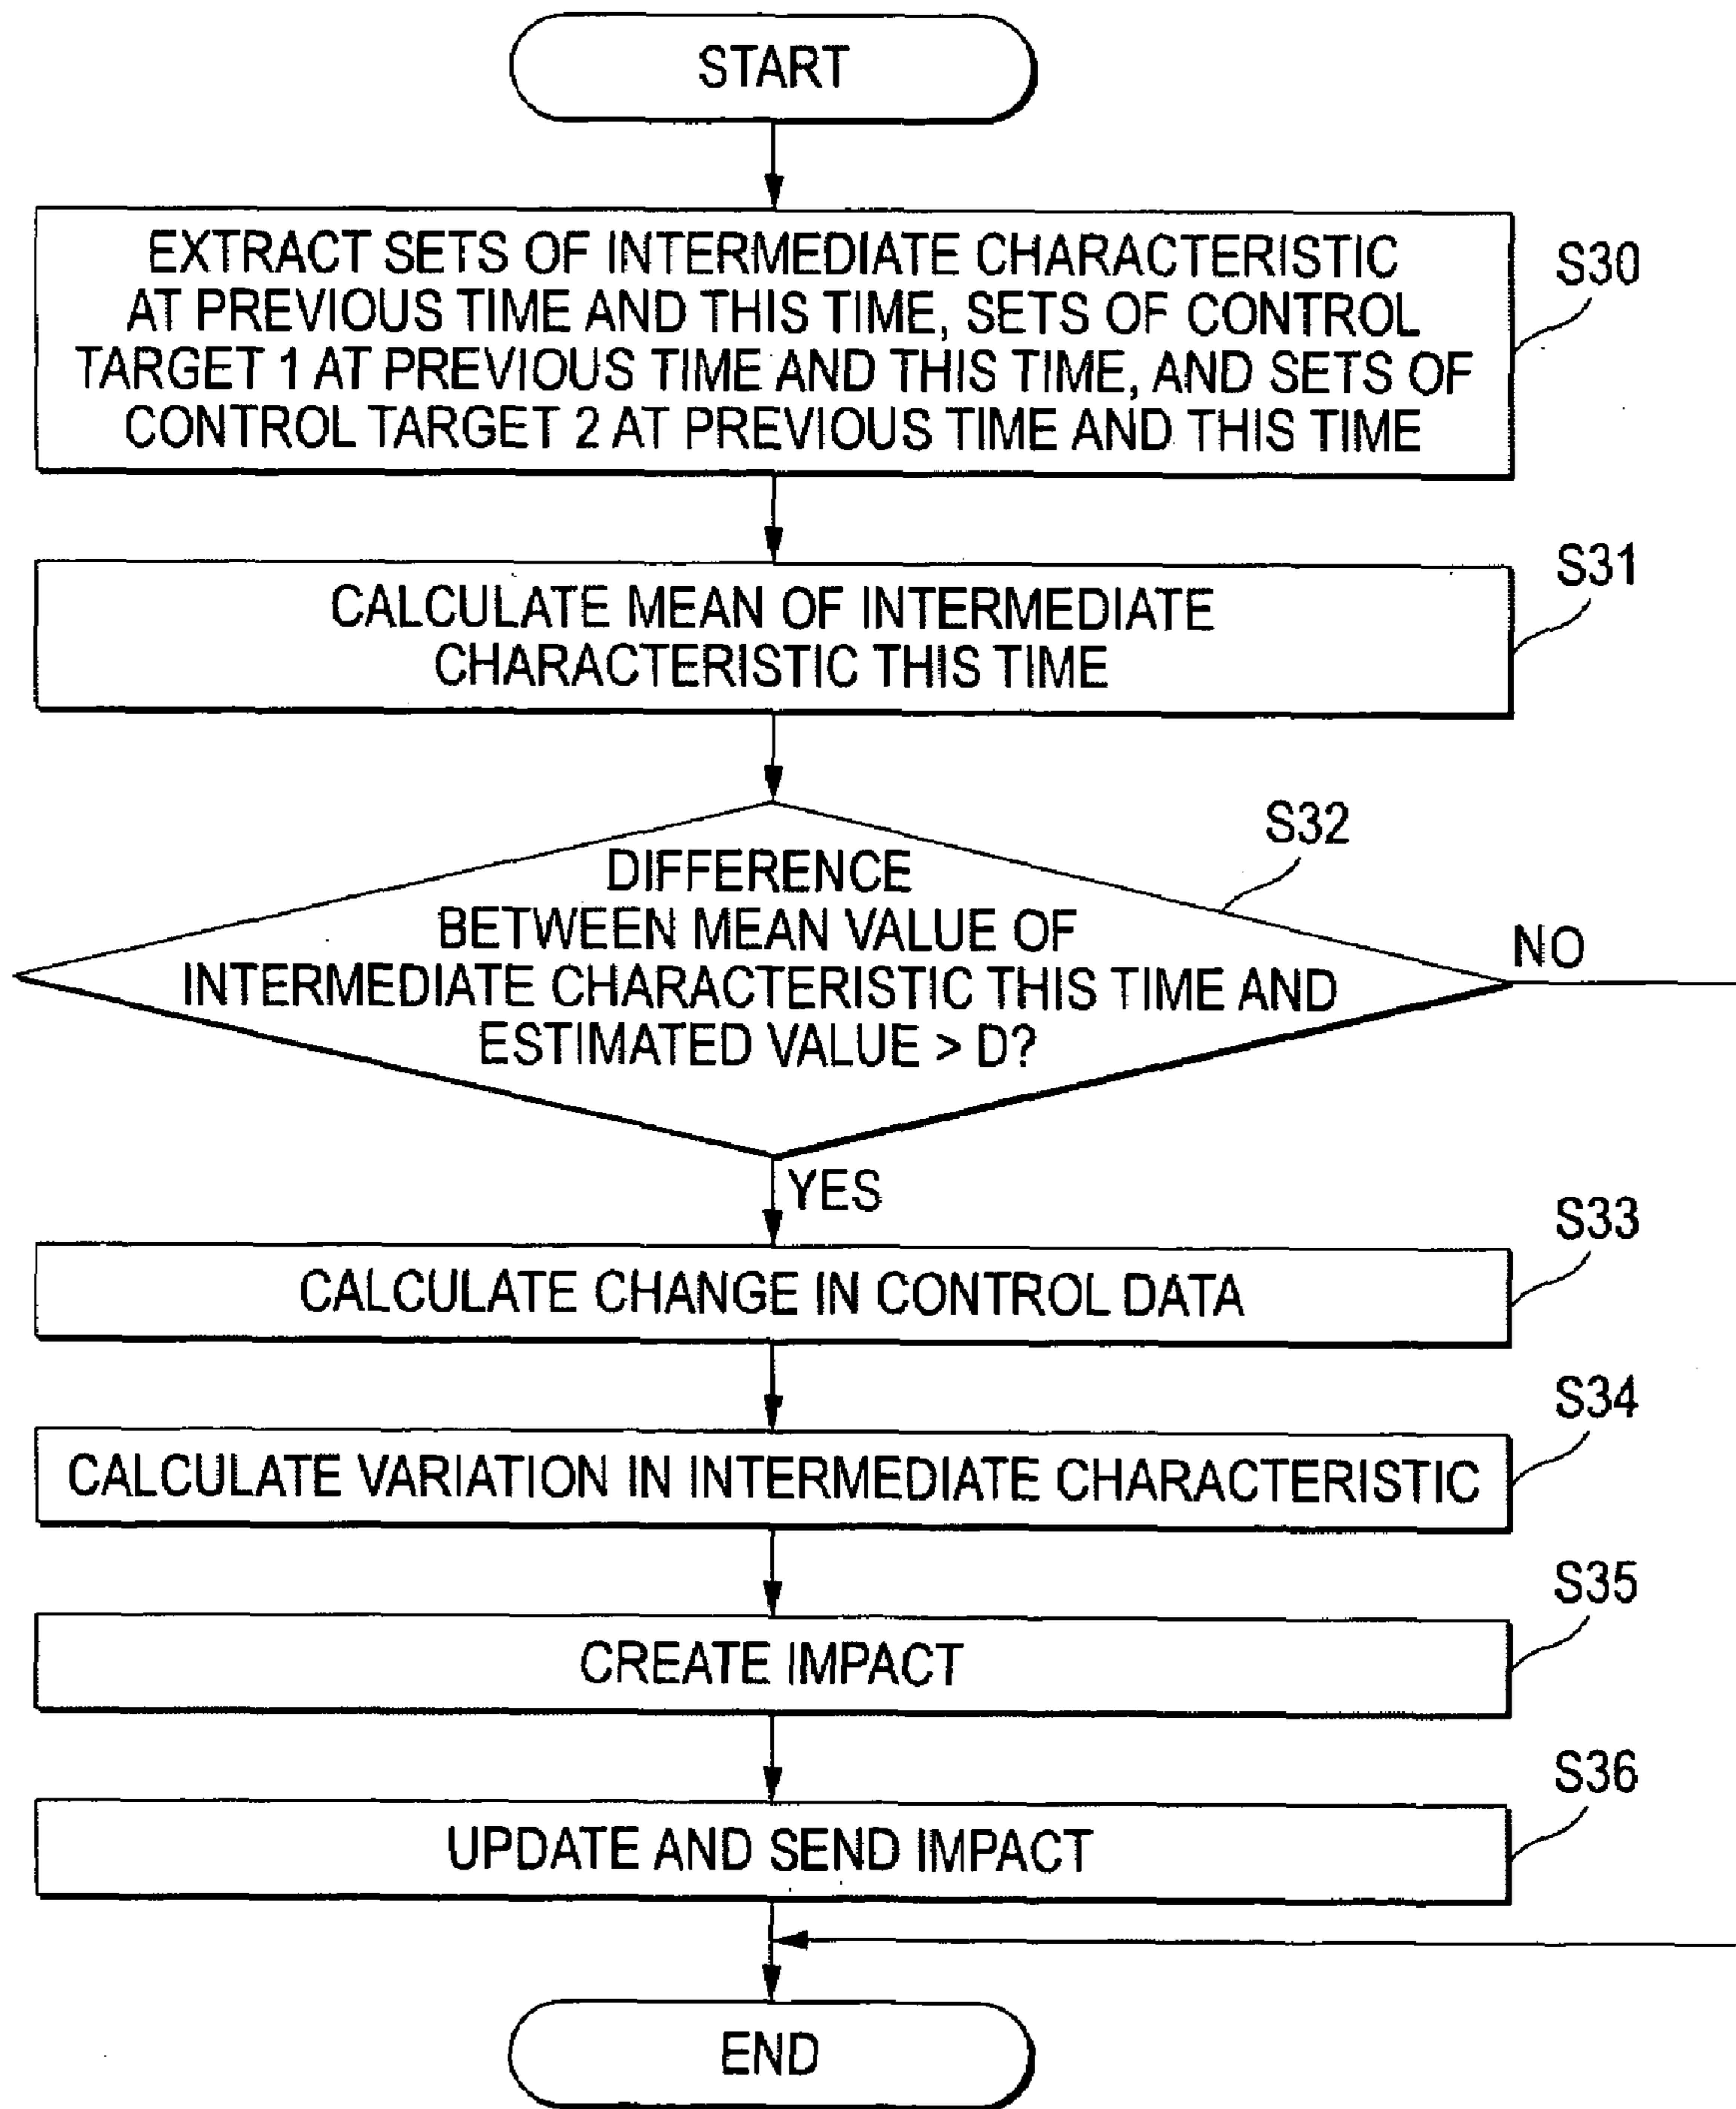 START
EXTRACT SETS OF INTERMEDIATE CHARACTERISTIC
AT PREVIOUS TIME AND THIS TIME, SETS OF CONTROL
TARGET 1 AT PREVIOUS TIME AND THIS TIME, AND SETS OF
CONTROL TARGET 2 AT PREVIOUS TIME AND THIS TIME
S30
CALCULATE MEAN OF INTERMEDIATE
CHARACTERISTIC THIS TIME
S31
DIFFERENCE
BETWEEN MEAN VALUE OF
INTERMEDIATE CHARACTERISTIC THIS TIME AND
ESTIMATED VALUE > D?
S32
NO
YES
CALCULATE CHANGE IN CONTROL DATA
S33
CALCULATE VARIATION IN INTERMEDIATE CHARACTERISTIC
S34
CREATE IMPACT
S35
UPDATE AND SEND IMPACT
S36
END